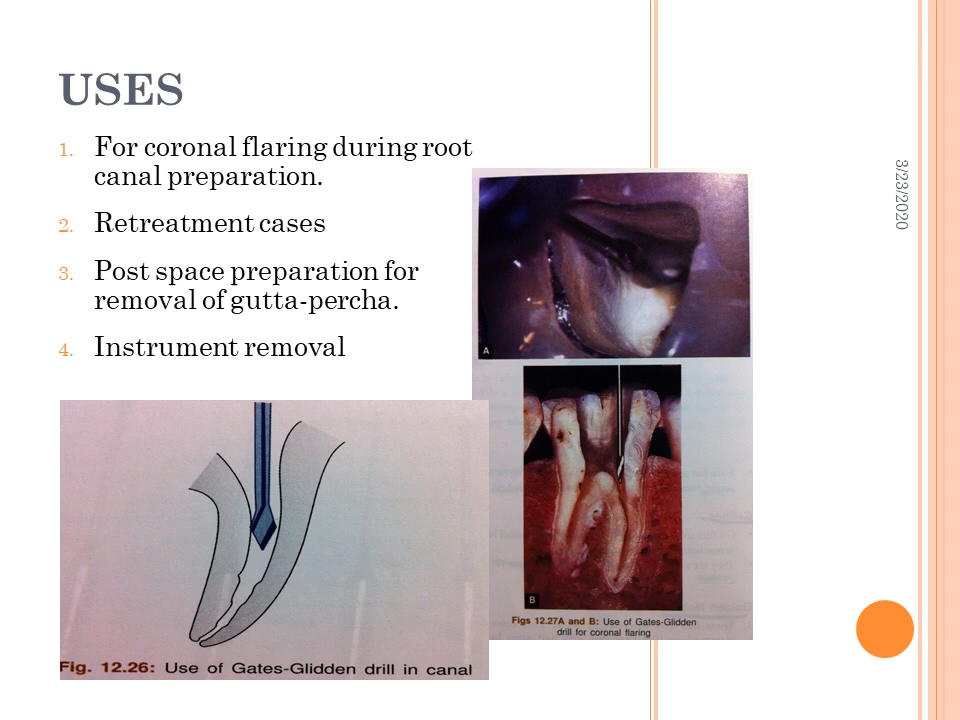 USES
1. For coronal flaring during root
canal preparation.
2. Retreatment cases
3. Post space preparation for
removal of gutta-percha.
4. Instrument removal
3/23/2020
A
B
Figs 12.27A and B: Use of Gates-Glidden
drill for coronal flaring
Fig. 12.26: Use of Gates-Glidden drill in canal